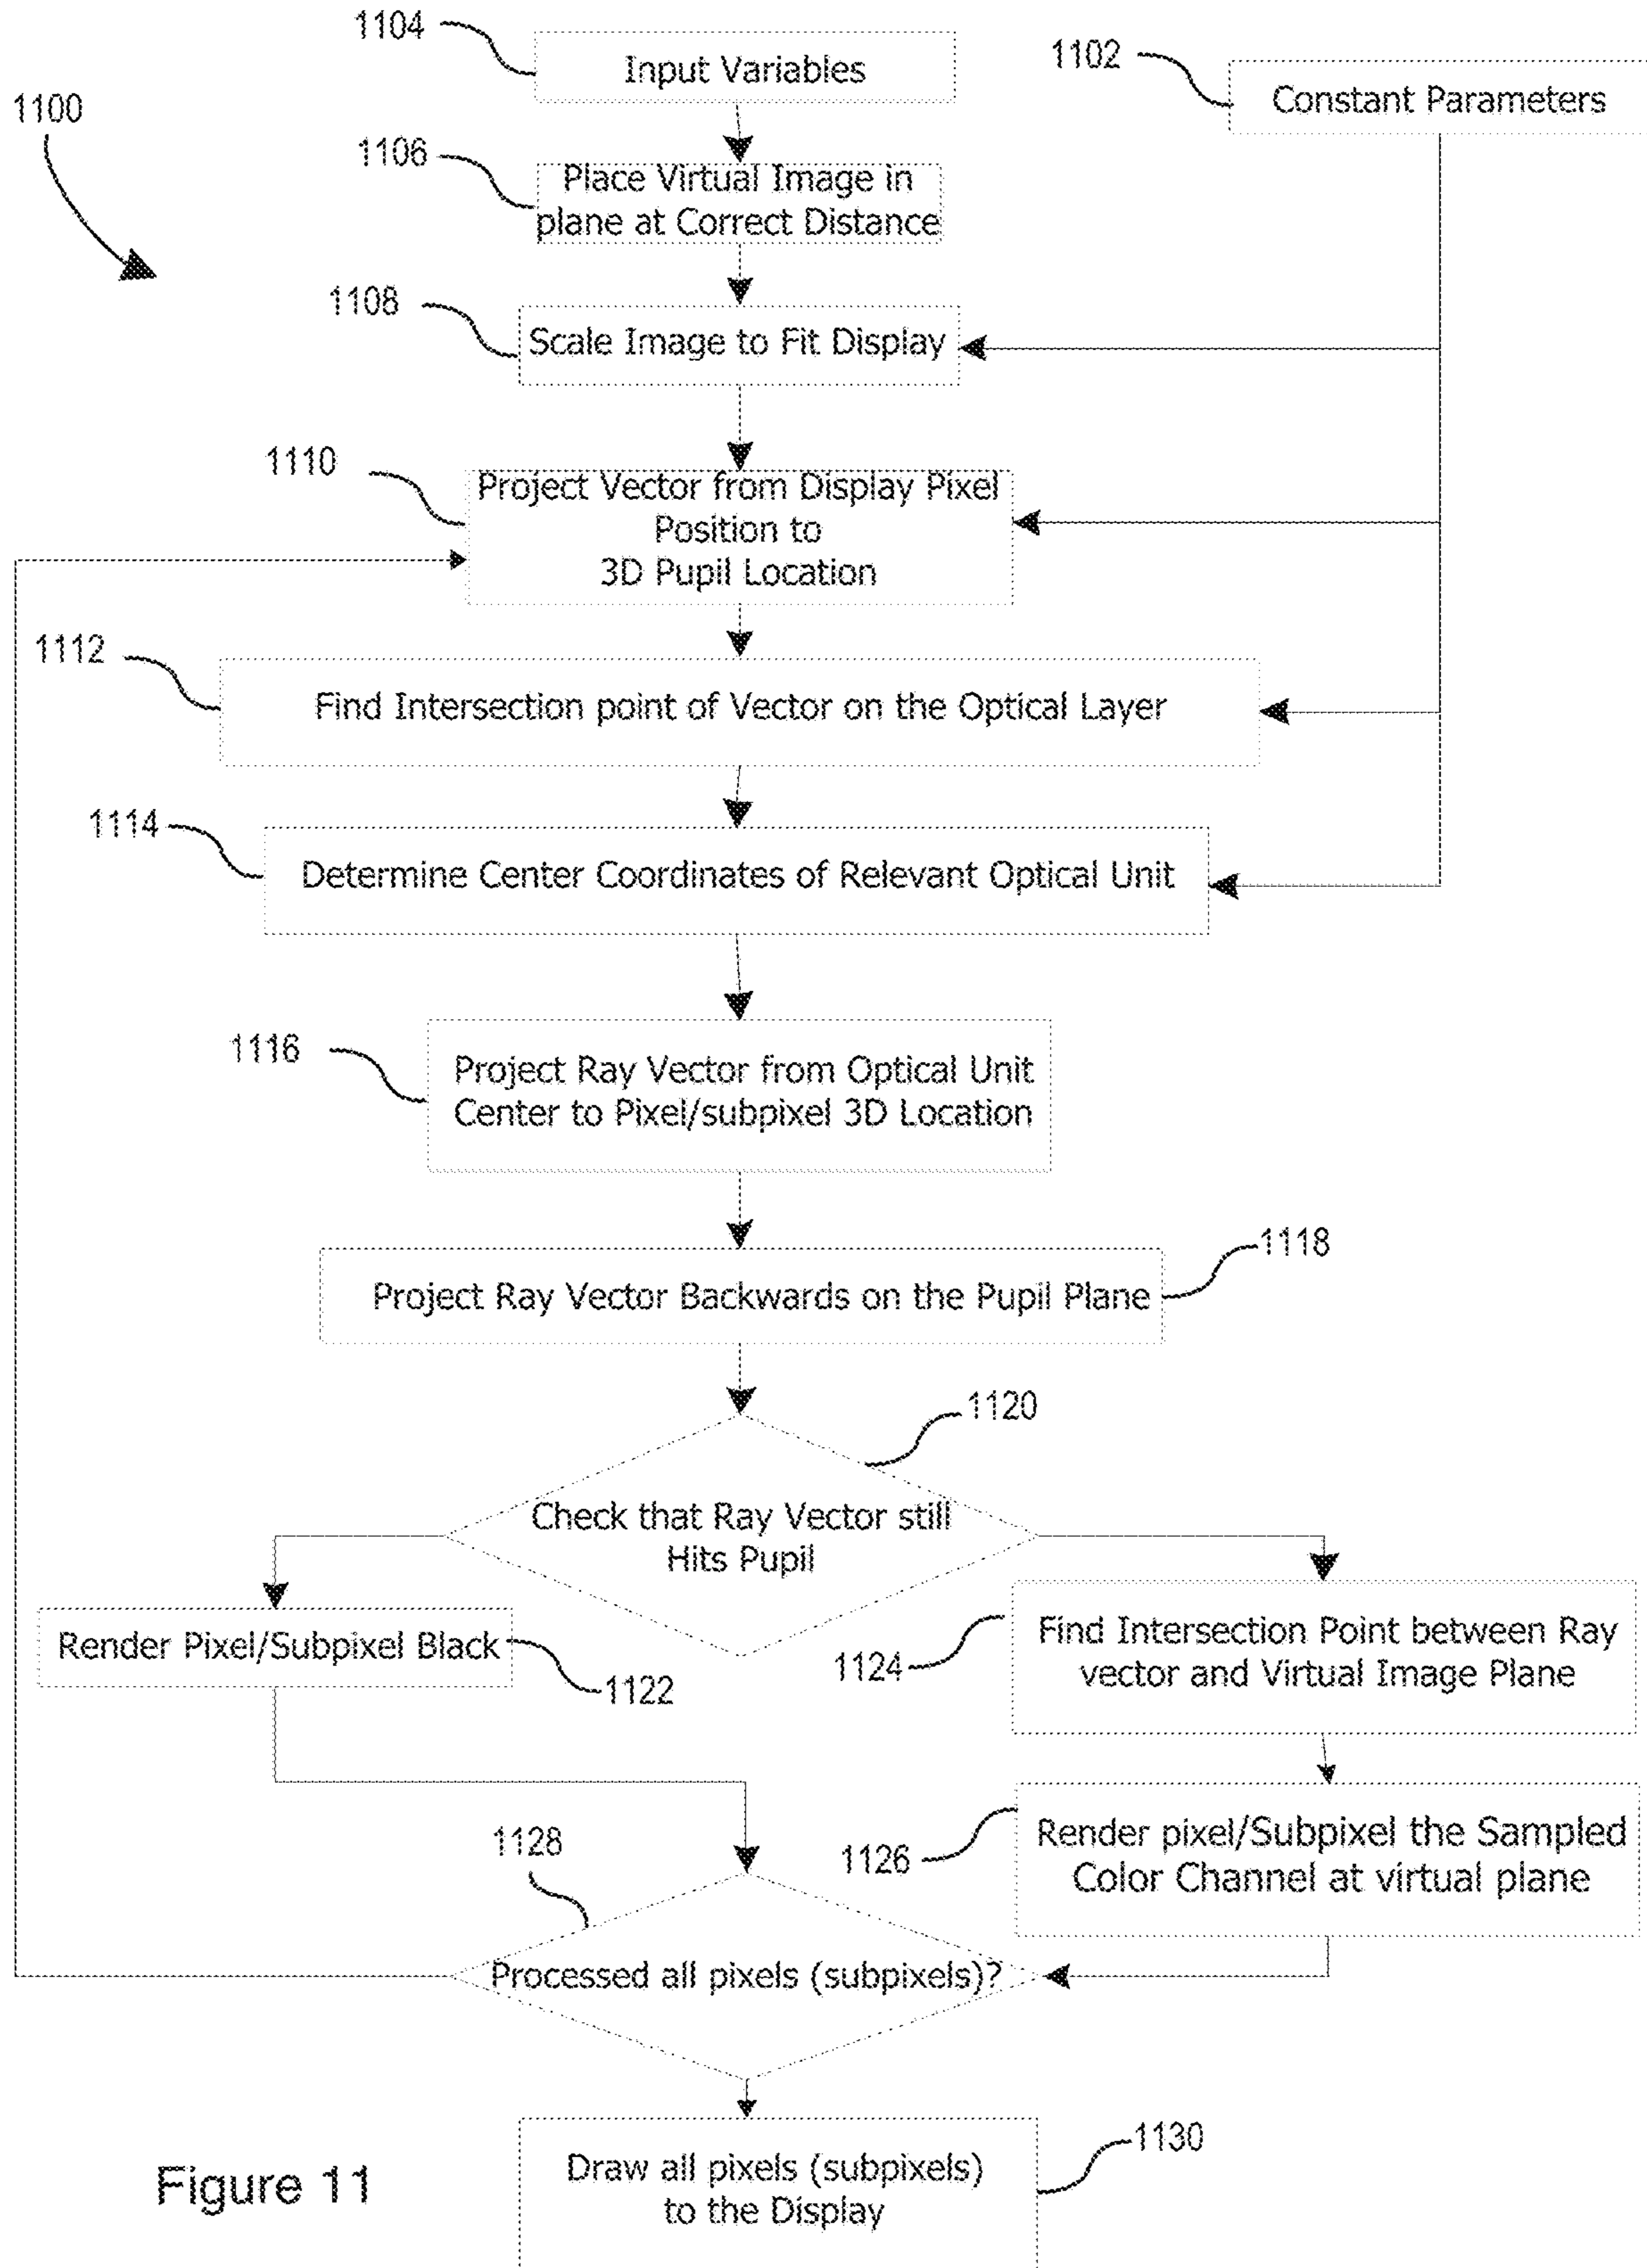 1104
Input Variables
1102
Constant Parameters
1100
1106
Place Virtual Image in
plane at Correct Distance
1108
Scale Image to Fit Display
1110
Project Vector from Display Pixel
Position to
3D Pupil Location
1112
Find Intersection point of Vector on the Optical Layer
1114
Determine Center Coordinates of Relevant Optical Unit
1116
Project Ray Vector from Optical Unit
Center to Pixel/subpixel 3D Location
1118
Project Ray Vector Backwards on the Pupil Plane
1120
Check that Ray Vector still
Hits Pupil
Render Pixel/Subpixel Black
1122
1124
Find Intersection Point between Ray
vector and Virtual Image Plane
1126
Render pixel/Subpixel the Sampled
Color Channel at virtual plane
1128
Processed all pixels (subpixels)?
1130
Draw all pixels (subpixels)
to the Display
Figure 11